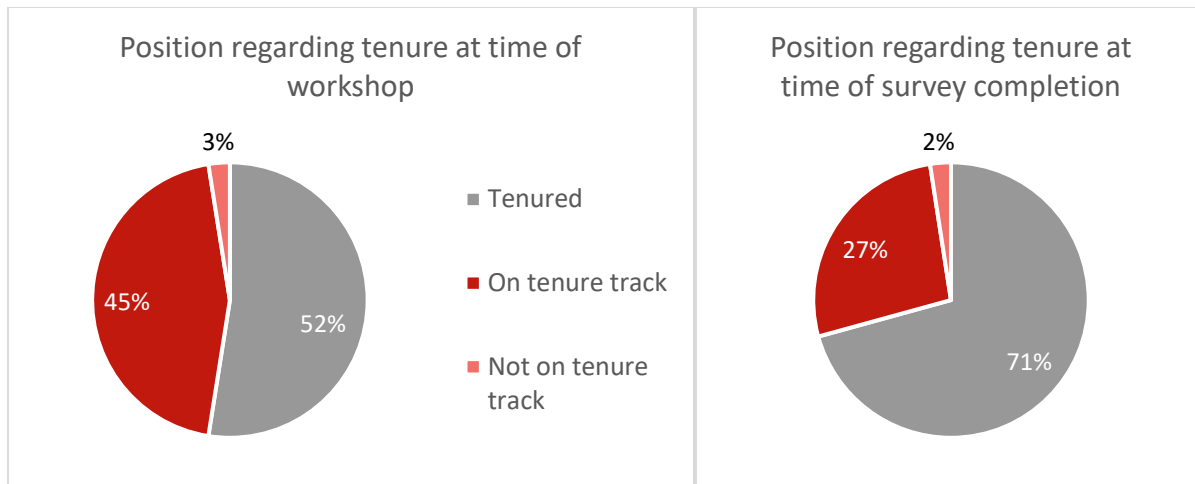 Position regarding tenure at time of
workshop
3%
45%
52%
Tenured
On tenure track
Not on tenure
track
Position regarding tenure at
time of survey completion
2%
27%
71%